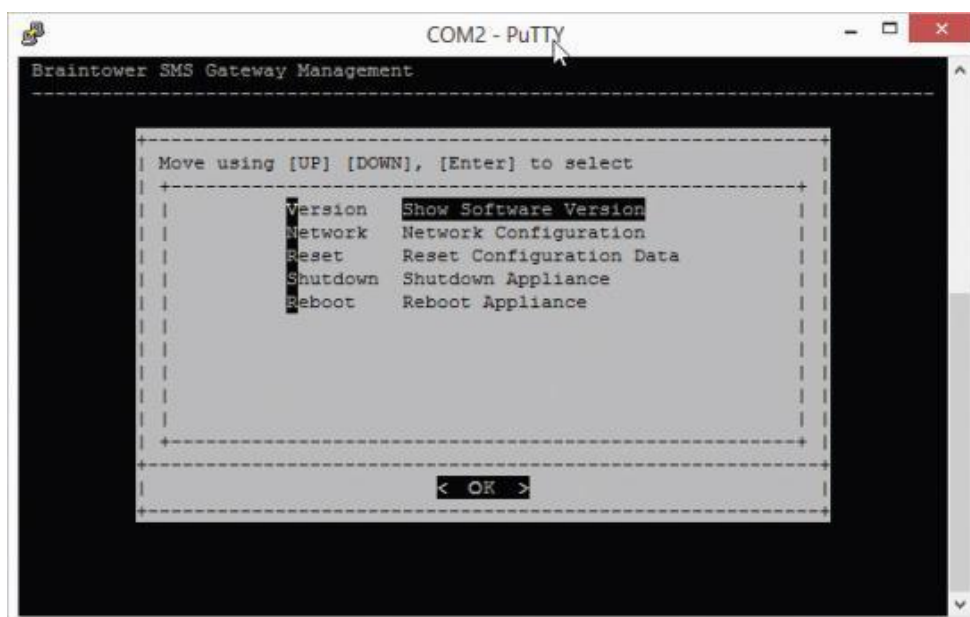 COM2 - PuTTY
Braintower SMS Gateway Management
Move using [UP] [DOWN], [Enter] to select
Version Show Software Version
Network Network Configuration
Reset Reset Configuration Data
Shutdown Shutdown Appliance
Reboot Reboot Appliance
< OK >